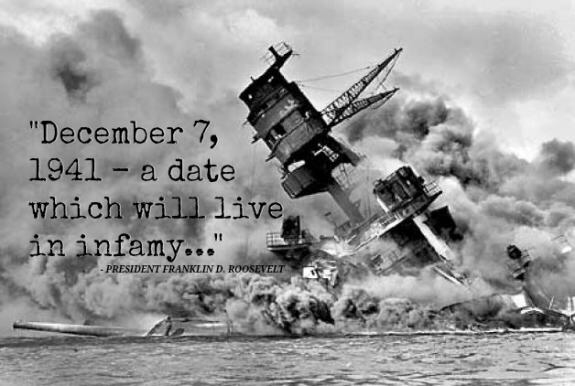 "December 7,
1941 - a date
which will live
in infamy..."
- PRESIDENT FRANKLIN D. ROOSEVELT